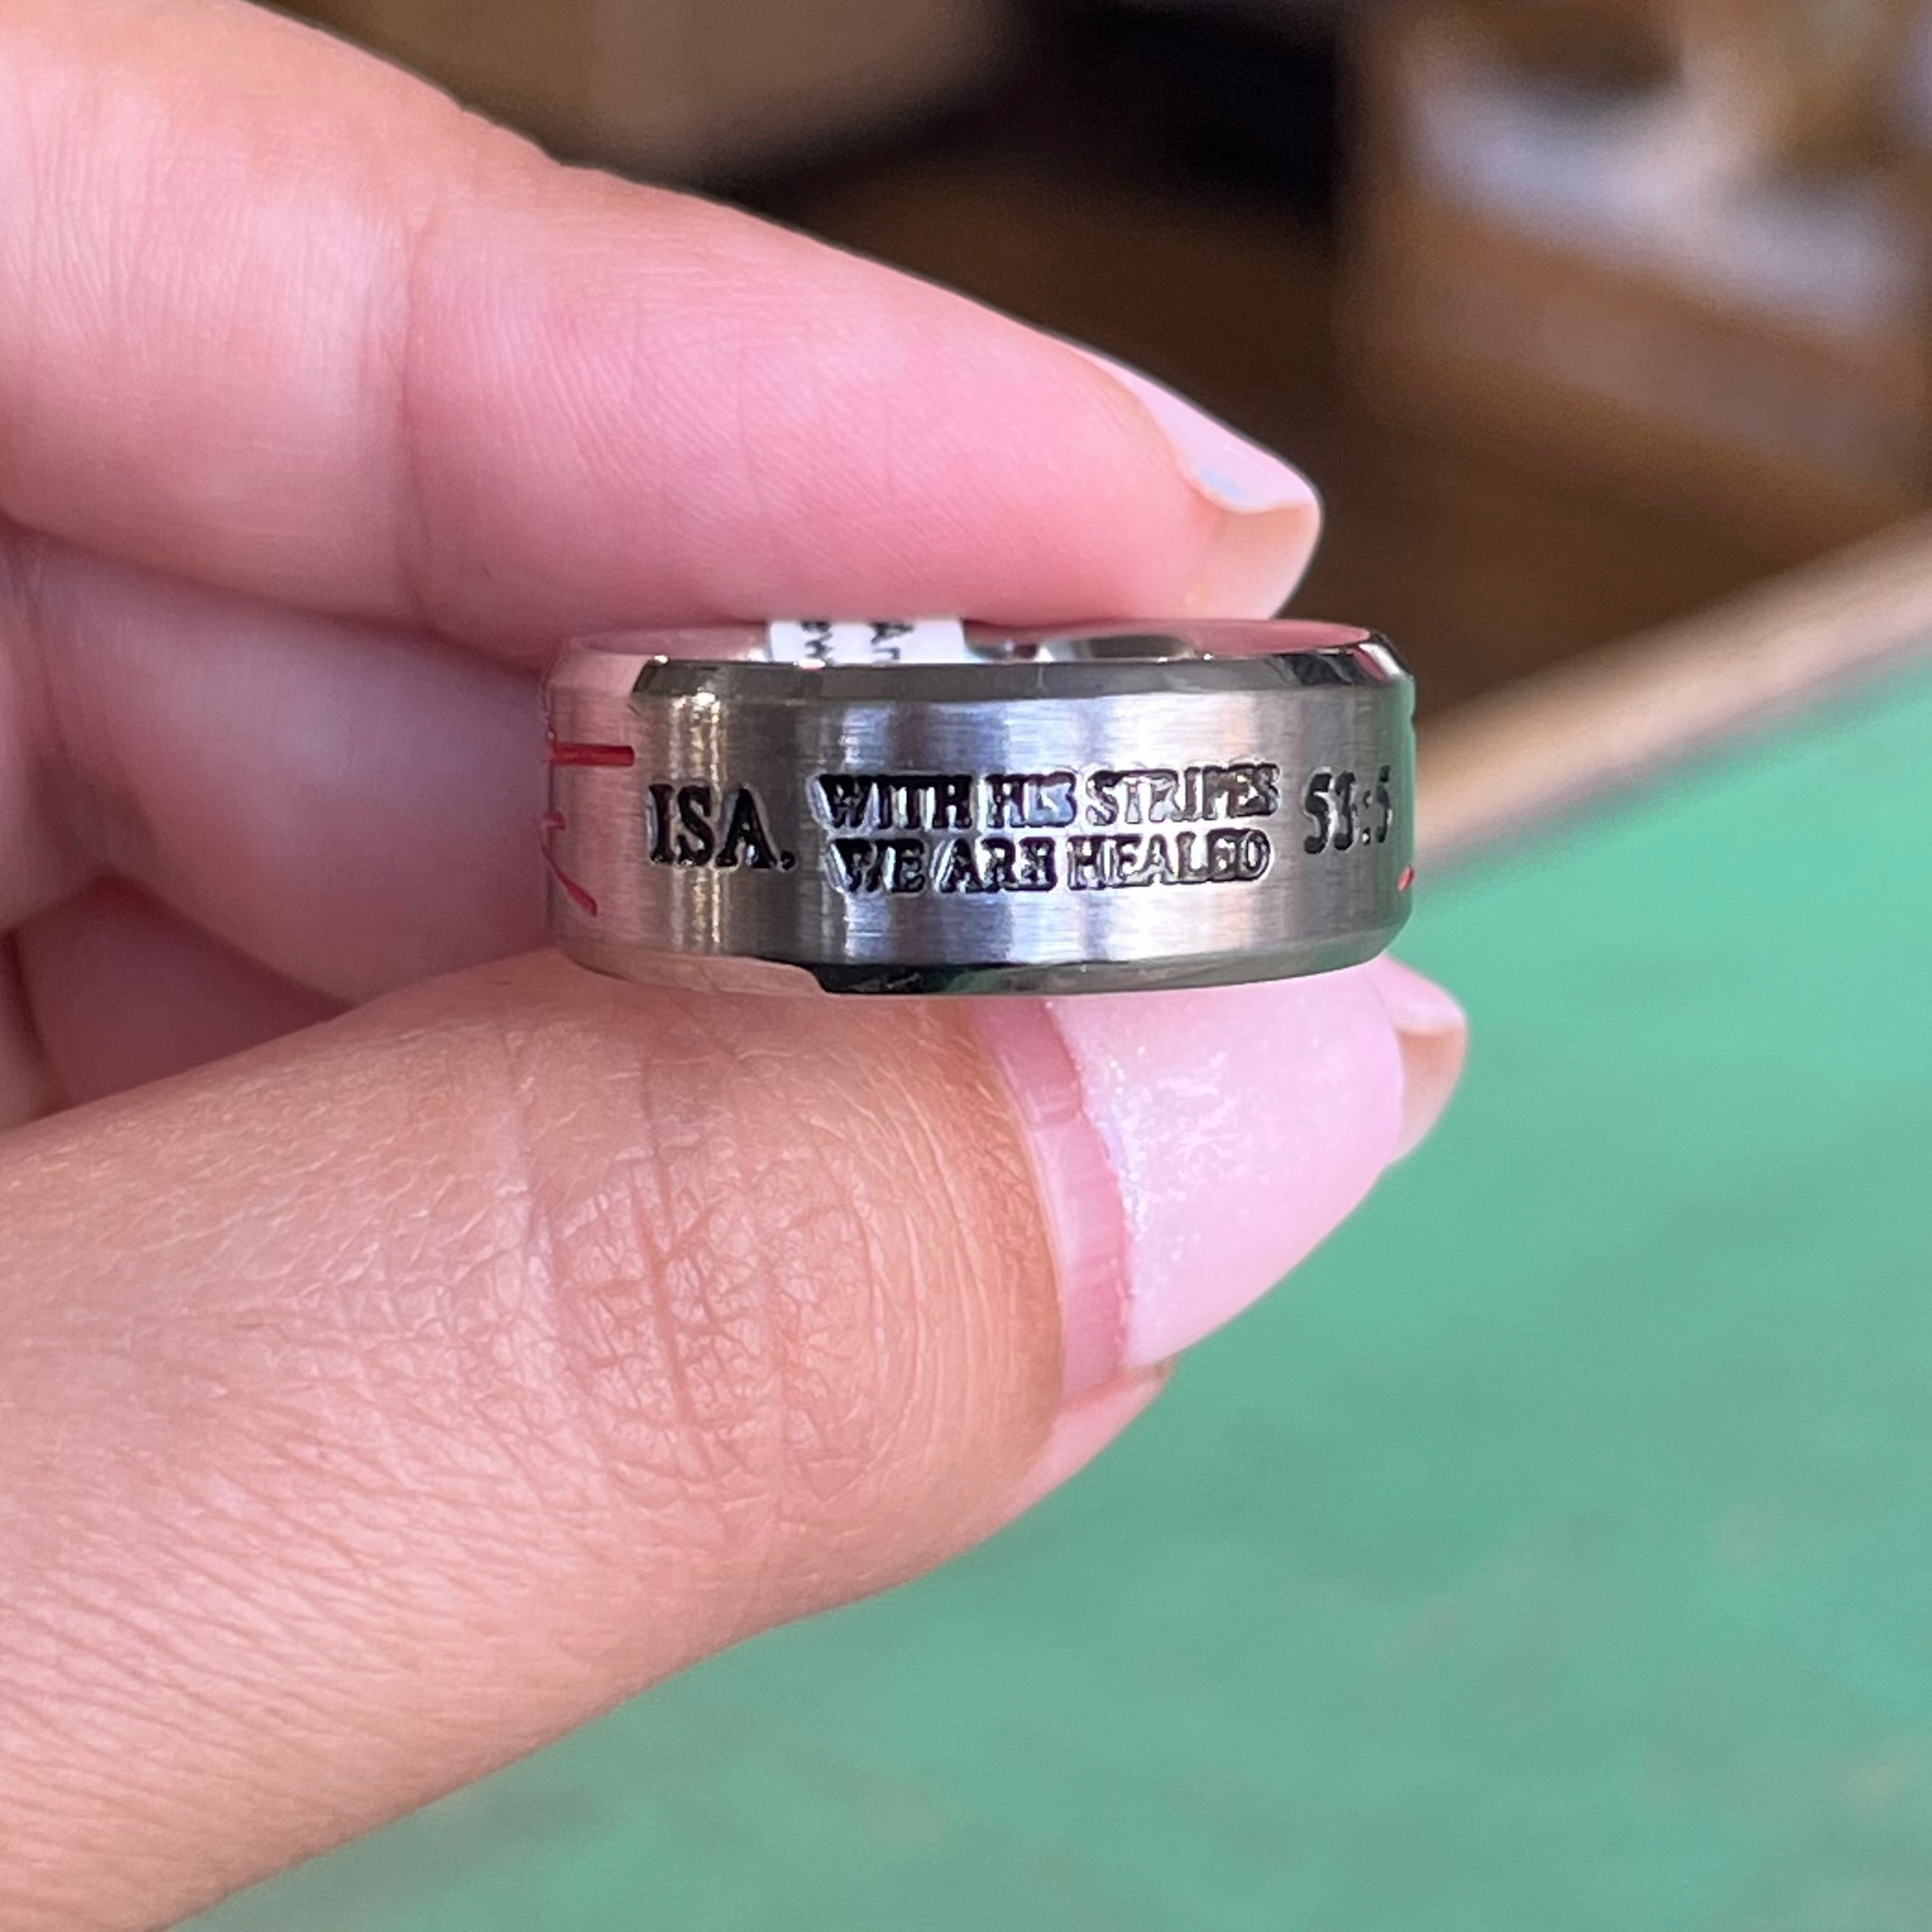 ISA. WITH HIS STRIPES 53:5
WE ARE HEALED